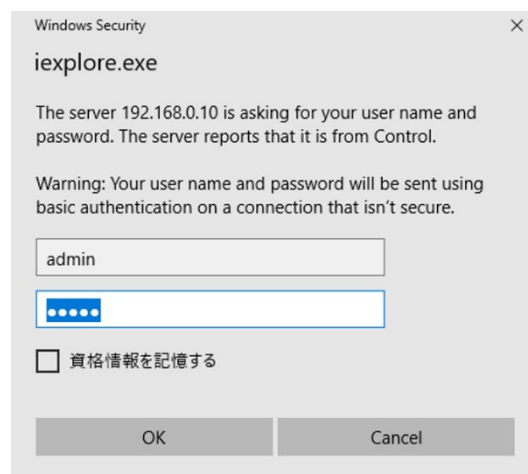 Windows Security
iexplore.exe
The server 192.168.0.10 is asking for your user name and
password. The server reports that it is from Control.
Warning: Your user name and password will be sent using
basic authentication on a connection that isn’t secure.
admin
•••••
資格情報を記憶する
OK
Cancel